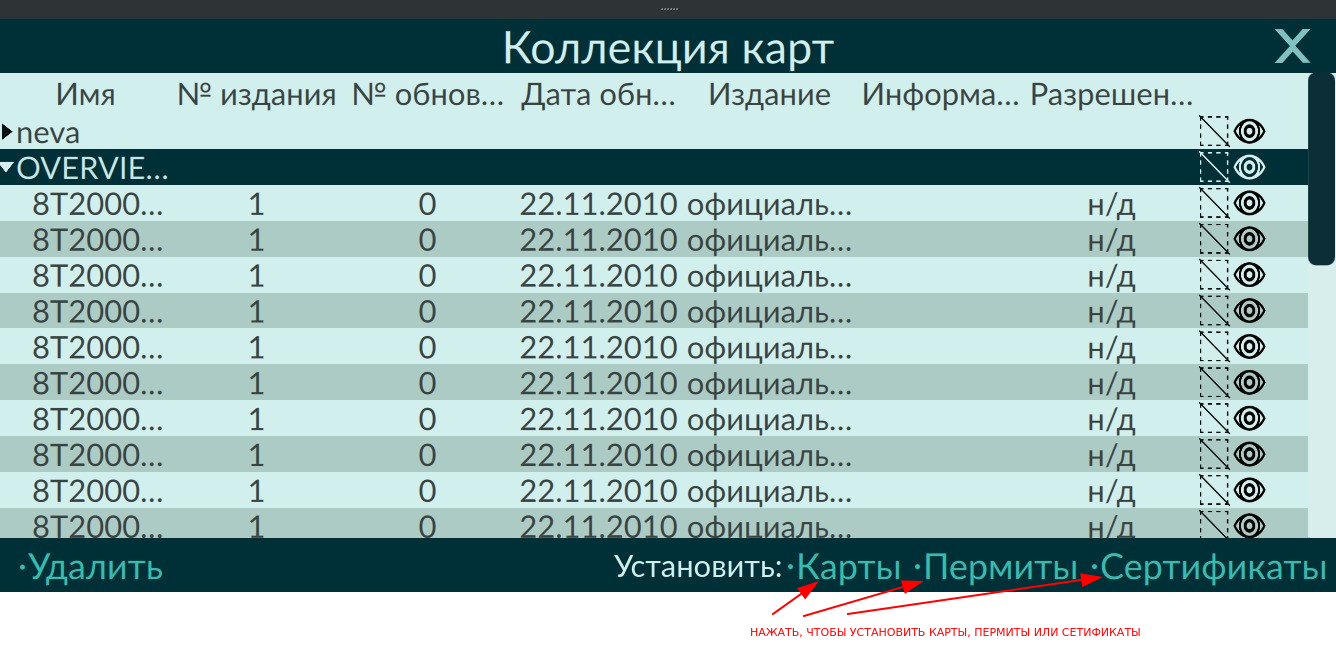 Коллекция карт X
Имя № издания № обнов... Дата обн... Издание Информа... Разрешен...
neva
OVERVIE...
8T2000... 1 0 22.11.2010 официаль... н/д
8T2000... 1 0 22.11.2010 официаль... н/д
8T2000... 1 0 22.11.2010 официаль... н/д
8T2000... 1 0 22.11.2010 официаль... н/д
8T2000... 1 0 22.11.2010 официаль... н/д
8T2000... 1 0 22.11.2010 официаль... н/д
8T2000... 1 0 22.11.2010 официаль... н/д
8T2000... 1 0 22.11.2010 официаль... н/д
8T2000... 1 0 22.11.2010 официаль... н/д
8T2000... 1 0 22.11.2010 официаль... н/д
·Удалить Установить: ·Карты ·Пермиты ·Сертификаты
НАЖАТЬ, ЧТОБЫ УСТАНОВИТЬ КАРТЫ, ПЕРМИТЫ ИЛИ СЕТИФИКАТЫ